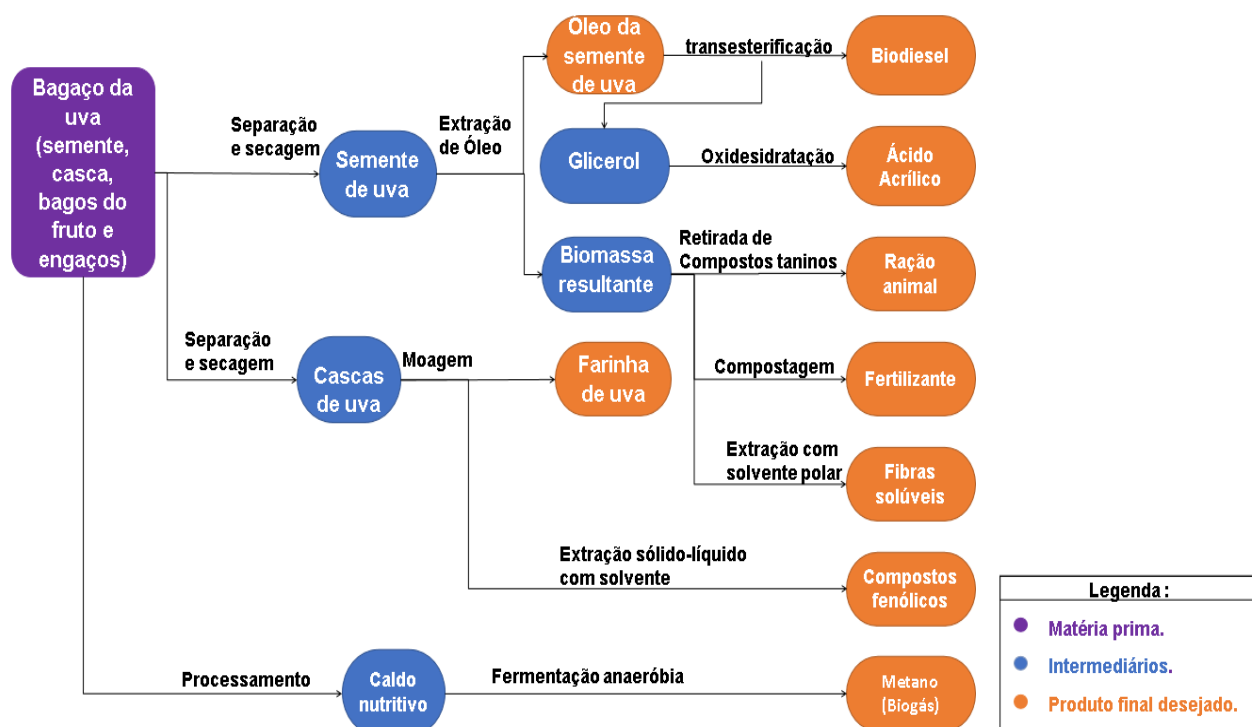 Bagaço da
uva
(semente,
casca,
bagos do
fruto e
engaços)
Separação
e secagem
Semente
de uva
Extração
de Óleo
Óleo da
semente
de uva
transesterificação
Biodiesel
Glicerol
Oxidesidratação
Ácido
Acrílico
Biomassa
resultante
Retirada de
Compostos taninos
Ração
animal
Compostagem
Fertilizante
Extração com
solvente polar
Fibras
solúveis
Separação
e secagem
Cascas
de uva
Moagem
Farinha
de uva
Extração sólido-líquido
com solvente
Compostos
fenólicos
Processamento
Caldo
nutritivo
Fermentação anaeróbia
Metano
(Biogás)
Legenda :
Matéria prima.
Intermediários.
Produto final desejado.